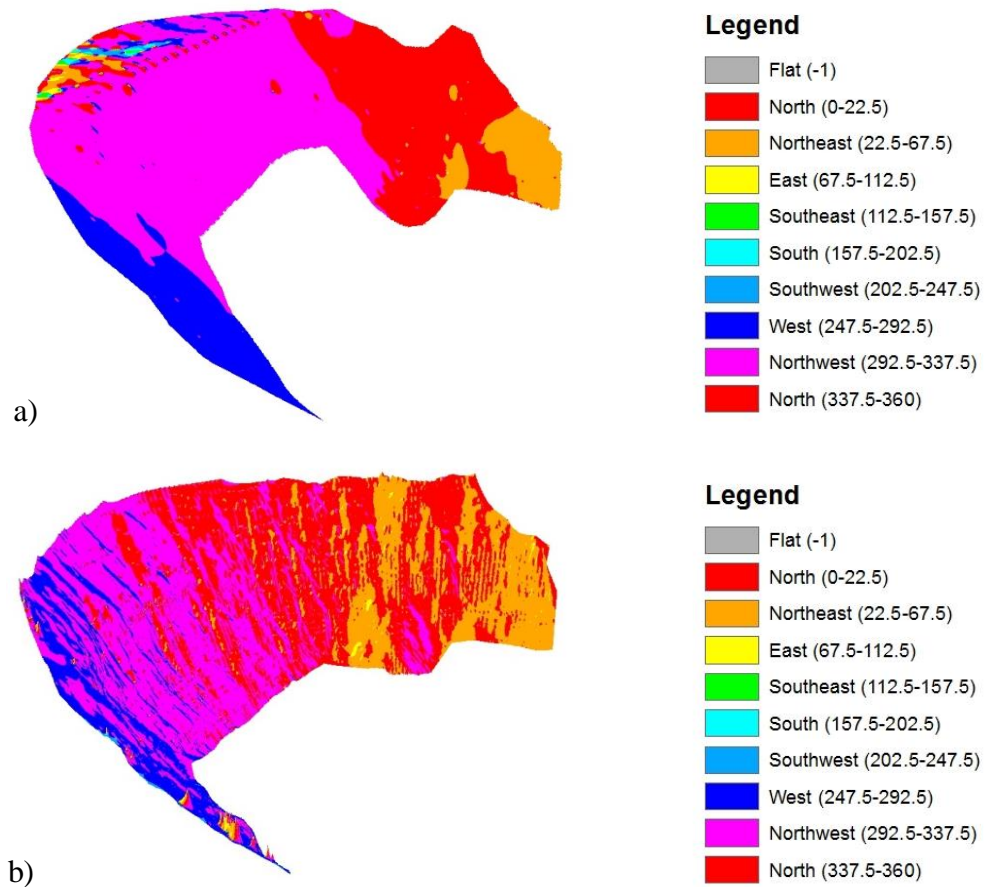 Legend
Flat (-1)
North (0-22.5)
Northeast (22.5-67.5)
East (67.5-112.5)
Southeast (112.5-157.5)
South (157.5-202.5)
Southwest (202.5-247.5)
West (247.5-292.5)
Northwest (292.5-337.5)
North (337.5-360)
a)
Legend
Flat (-1)
North (0-22.5)
Northeast (22.5-67.5)
East (67.5-112.5)
Southeast (112.5-157.5)
South (157.5-202.5)
Southwest (202.5-247.5)
West (247.5-292.5)
Northwest (292.5-337.5)
North (337.5-360)
b)